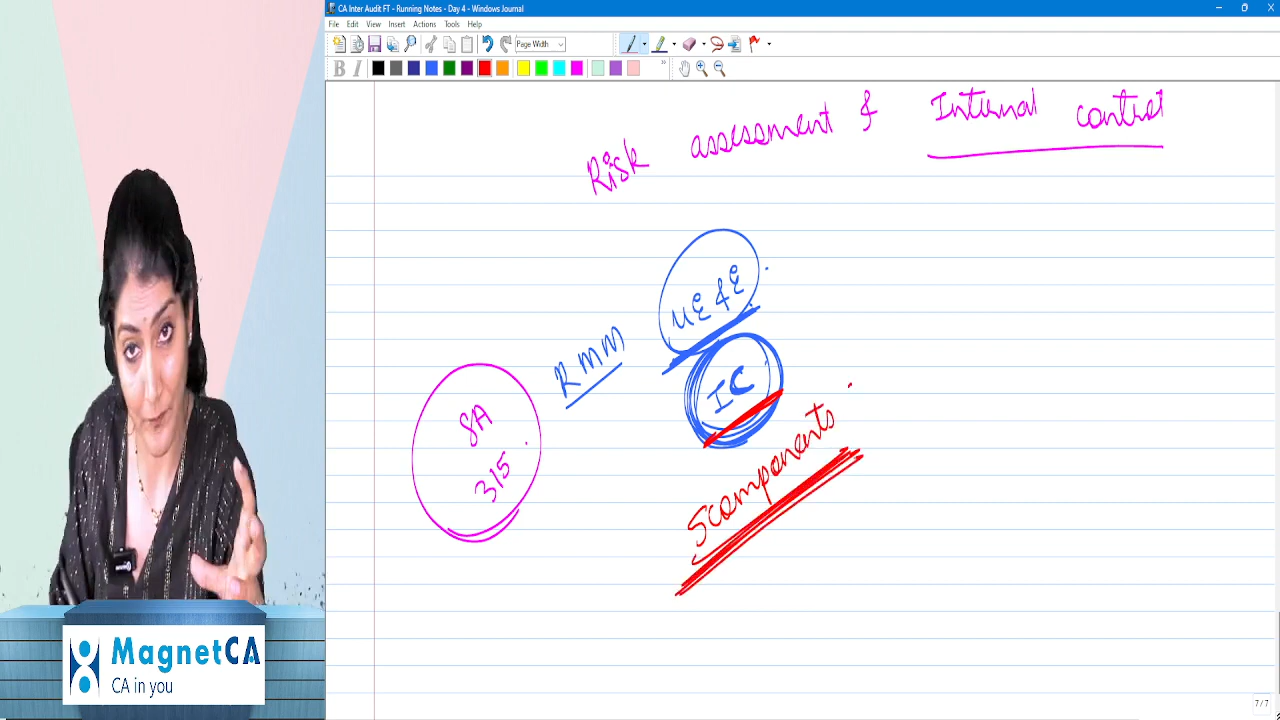 CA Inter Audit FT - Running Notes - Day 4 - Windows Journal
File Edit View Insert Actions Tools Help
Page Width
B I
Risk assessment & Internal control
UE & E
RMM
IC
SA
315
5 components
MagnetCA
CA in you
7/7